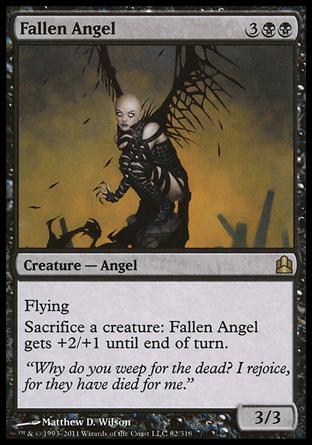 Fallen Angel 3
Creature — Angel
Flying
Sacrifice a creature: Fallen Angel
gets +2/+1 until end of turn.
“Why do you weep for the dead? I rejoice,
for they have died for me.”
Matthew D. Wilson
™ & © 1993–2011 Wizards of the Coast LLC 82/318
3/3